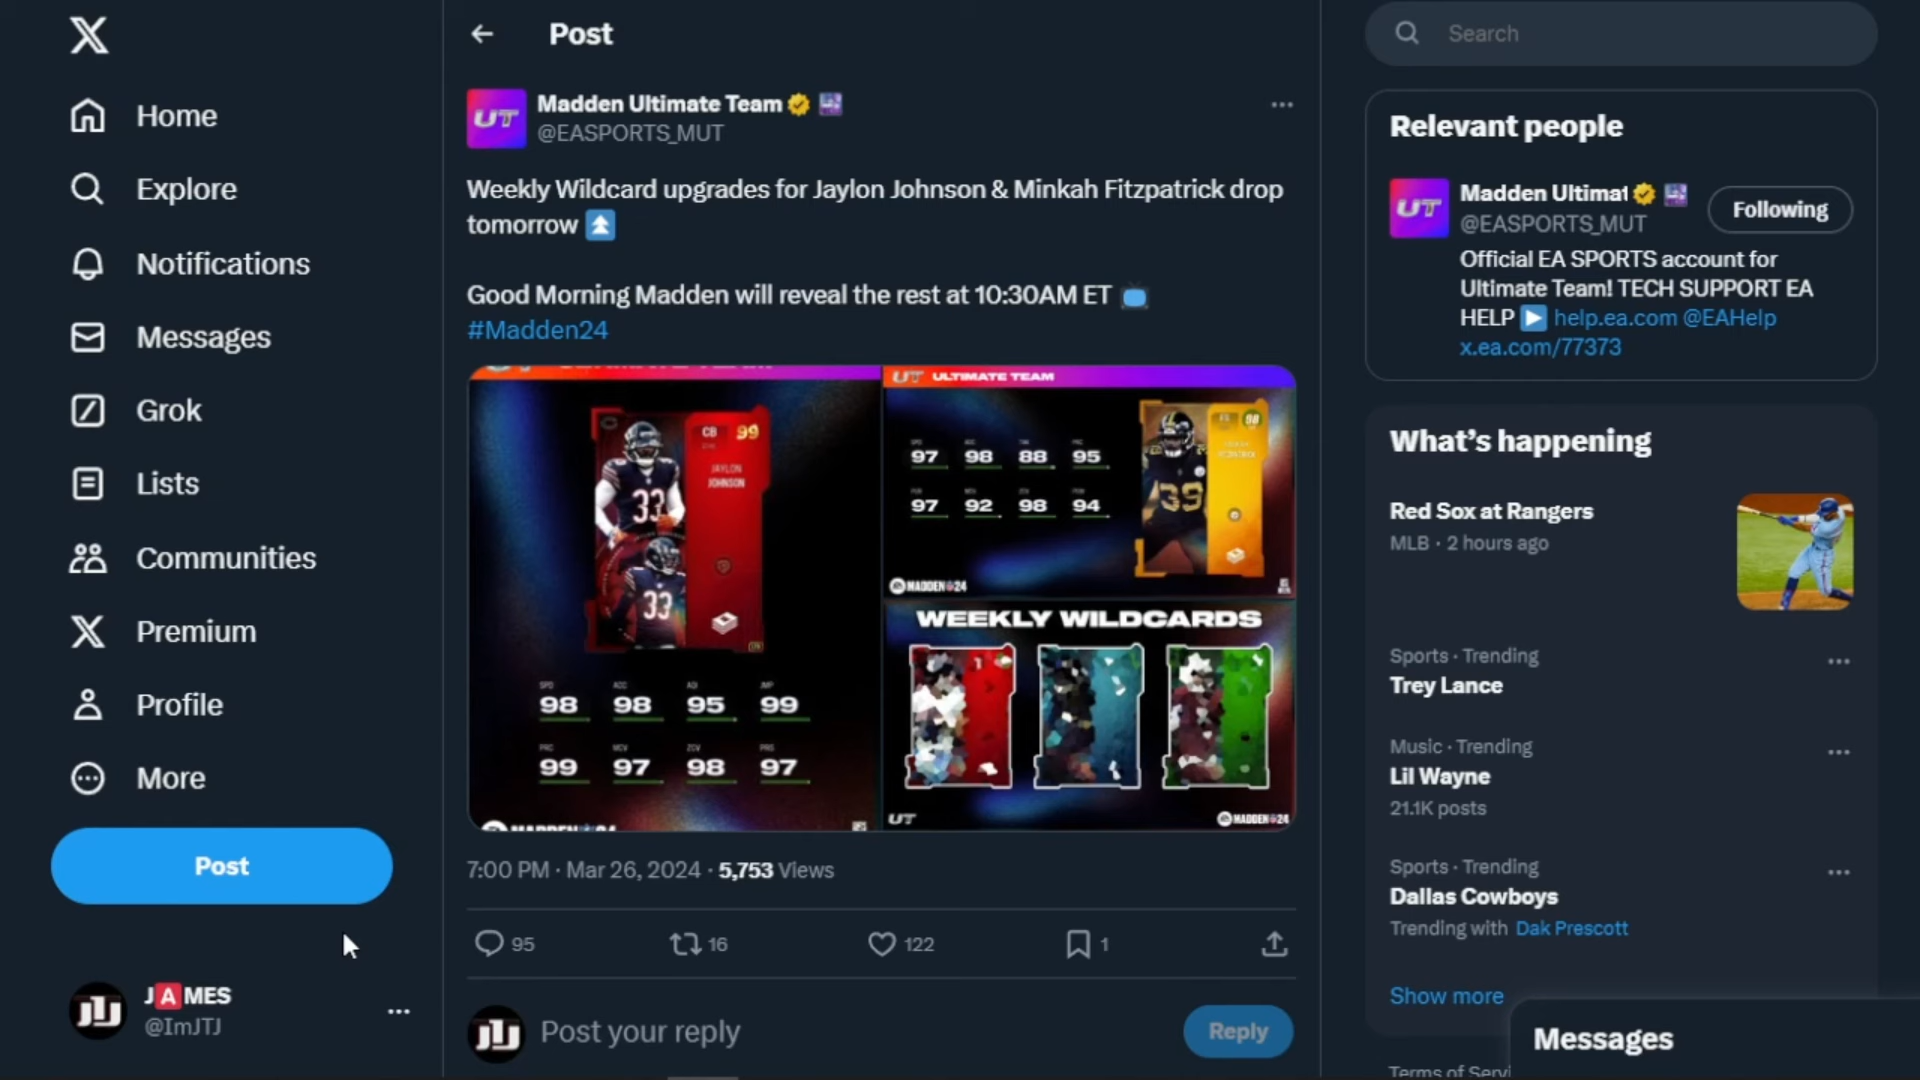 Home
Explore
Notifications
Messages
Grok
Lists
Communities
Premium
Profile
More
Post
JAMES
@ImJTJ
Post
UT
Madden Ultimate Team
@EASPORTS_MUT
Weekly Wildcard upgrades for Jaylon Johnson & Minkah Fitzpatrick drop
tomorrow
Good Morning Madden will reveal the rest at 10:30AM ET
#Madden24
CB 99
JAYLON
JOHNSON
33
33
SPD ACC AGI JMP
98 98 95 99
PRC MCV ZCV PRS
99 97 98 97
UT ULTIMATE TEAM
97 98 88 95
97 92 98 94
98
39
MADDEN 24
WEEKLY WILDCARDS
UT
MADDEN 24
7:00 PM · Mar 26, 2024 · 5,753 Views
95
16
122
1
Post your reply
Reply
Search
Relevant people
UT
Madden Ultimat
@EASPORTS_MUT
Following
Official EA SPORTS account for
Ultimate Team! TECH SUPPORT EA
HELP help.ea.com @EAHelp
x.ea.com/77373
What's happening
Red Sox at Rangers
MLB · 2 hours ago
Sports · Trending
Trey Lance
Music · Trending
Lil Wayne
21.1K posts
Sports · Trending
Dallas Cowboys
Trending with Dak Prescott
Show more
Messages
Terms of Servi